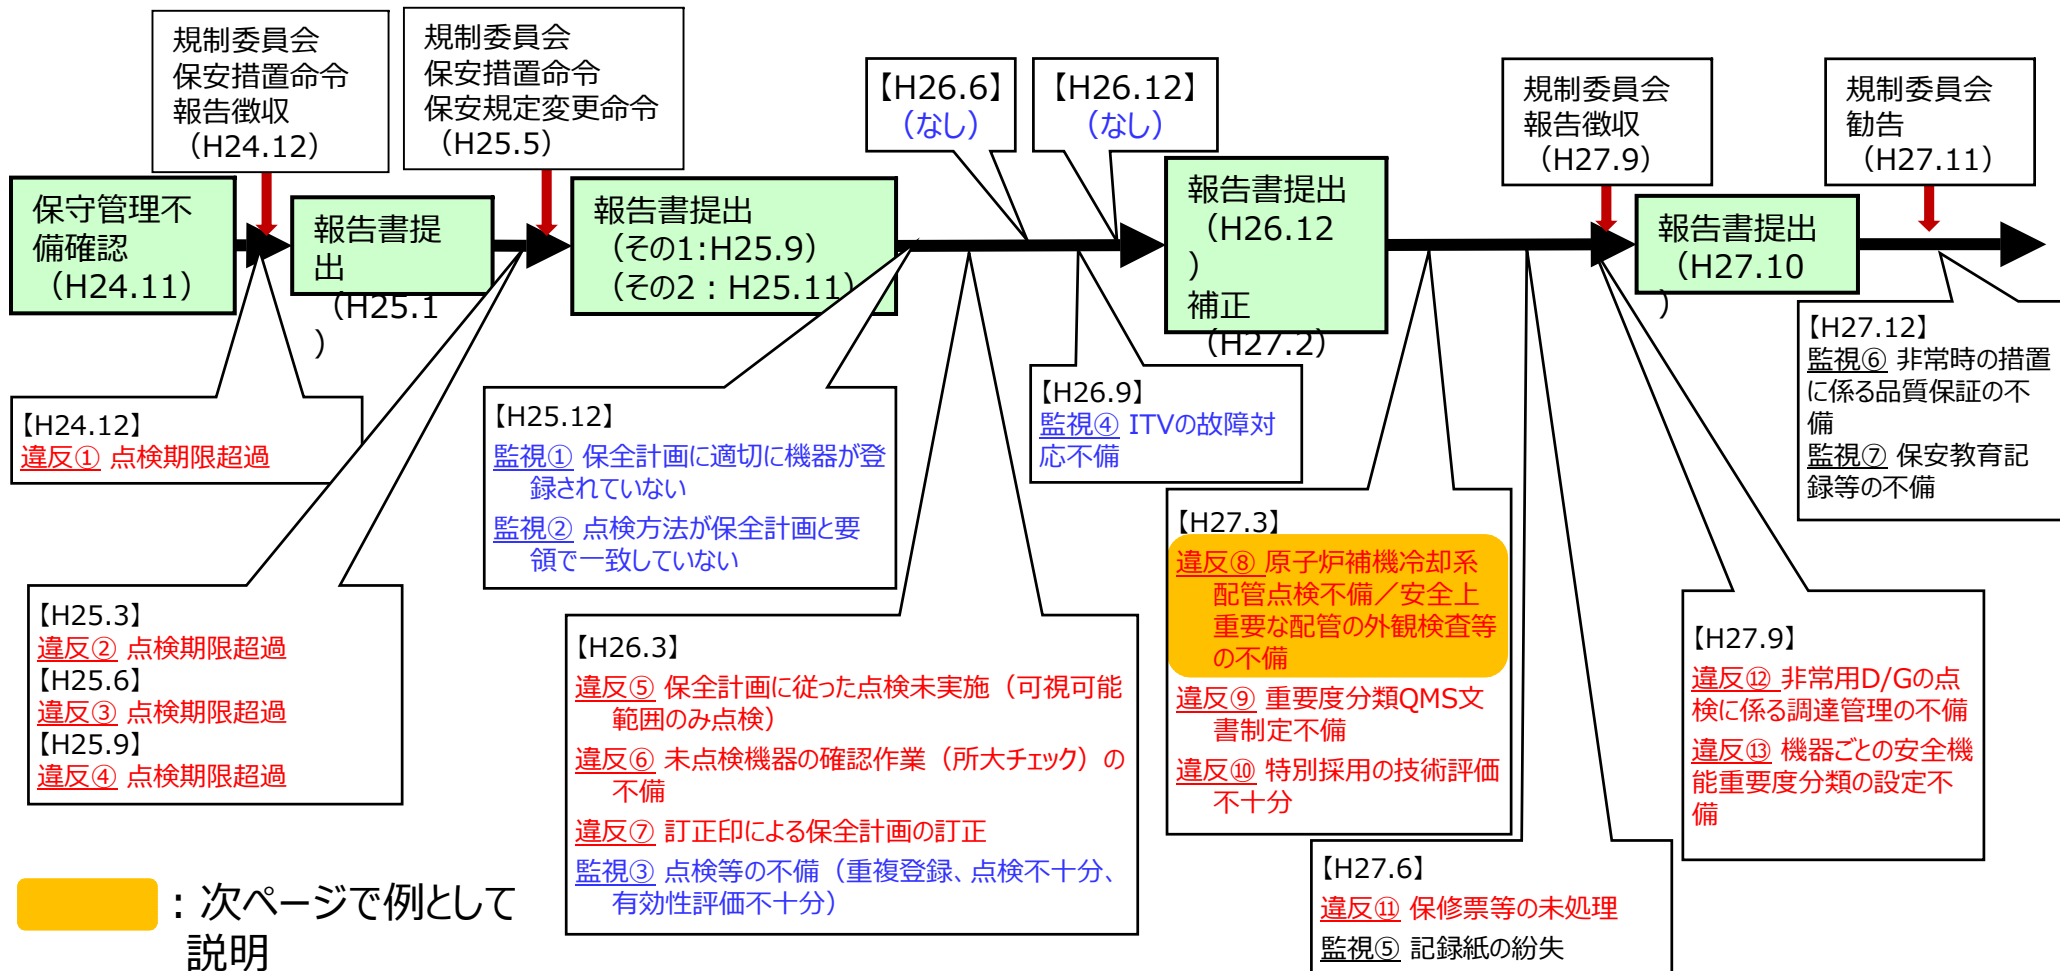 規制委員会
保安措置命令
報告徴収
（H24.12）
規制委員会
保安措置命令
保安規定変更命令
（H25.5）
【H26.6】
（なし）
【H26.12】
（なし）
規制委員会
報告徴収
（H27.9）
規制委員会
勧告
（H27.11）
保守管理不
備確認
（H24.11）
報告書提
出
（H25.1
）
報告書提出
（その1:H25.9）
（その2：H25.11）
報告書提出
（H26.12
）
補正
（H27.2）
報告書提出
（H27.10
）
【H24.12】
違反① 点検期限超過
【H25.3】
違反② 点検期限超過
【H25.6】
違反③ 点検期限超過
【H25.9】
違反④ 点検期限超過
【H25.12】
監視① 保全計画に適切に機器が登
録されていない
監視② 点検方法が保全計画と要
領で一致していない
【H26.3】
違反⑤ 保全計画に従った点検未実施（可視可能
範囲のみ点検）
違反⑥ 未点検機器の確認作業（所大チェック）の
不備
違反⑦ 訂正印による保全計画の訂正
監視③ 点検等の不備（重複登録、点検不十分、
有効性評価不十分）
【H26.9】
監視④ ITVの故障対
応不備
【H27.3】
違反⑧ 原子炉補機冷却系
配管点検不備／安全上
重要な配管の外観検査等
の不備
違反⑨ 重要度分類QMS文
書制定不備
違反⑩ 特別採用の技術評価
不十分
【H27.6】
違反⑪ 保修票等の未処理
監視⑤ 記録紙の紛失
【H27.9】
違反⑫ 非常用D/Gの点
検に係る調達管理の不備
違反⑬ 機器ごとの安全機
能重要度分類の設定不
備
【H27.12】
監視⑥ 非常時の措置
に係る品質保証の不
備
監視⑦ 保安教育記
録等の不備
：次ページで例として
説明